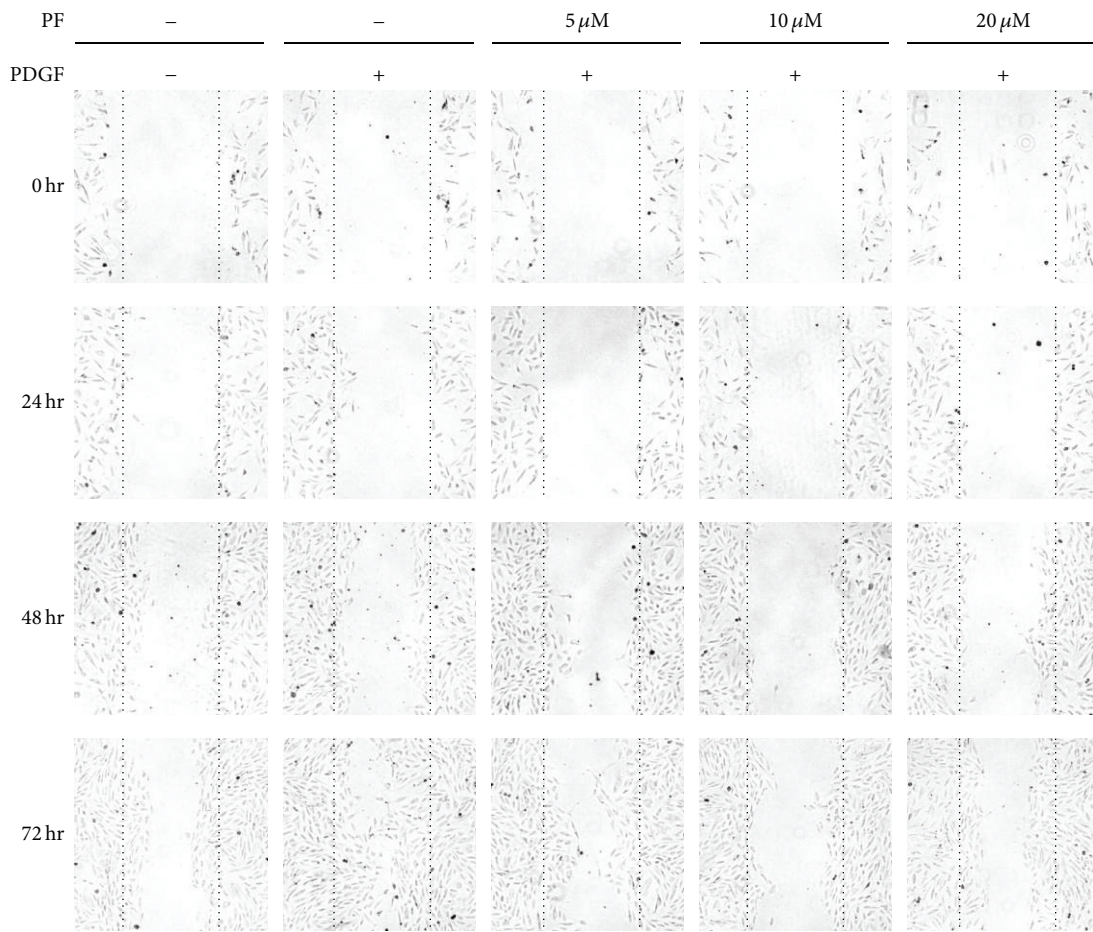 PF – – 5 μM 10 μM 20 μM
PDGF – + + + +
0 hr
24 hr
48 hr
72 hr